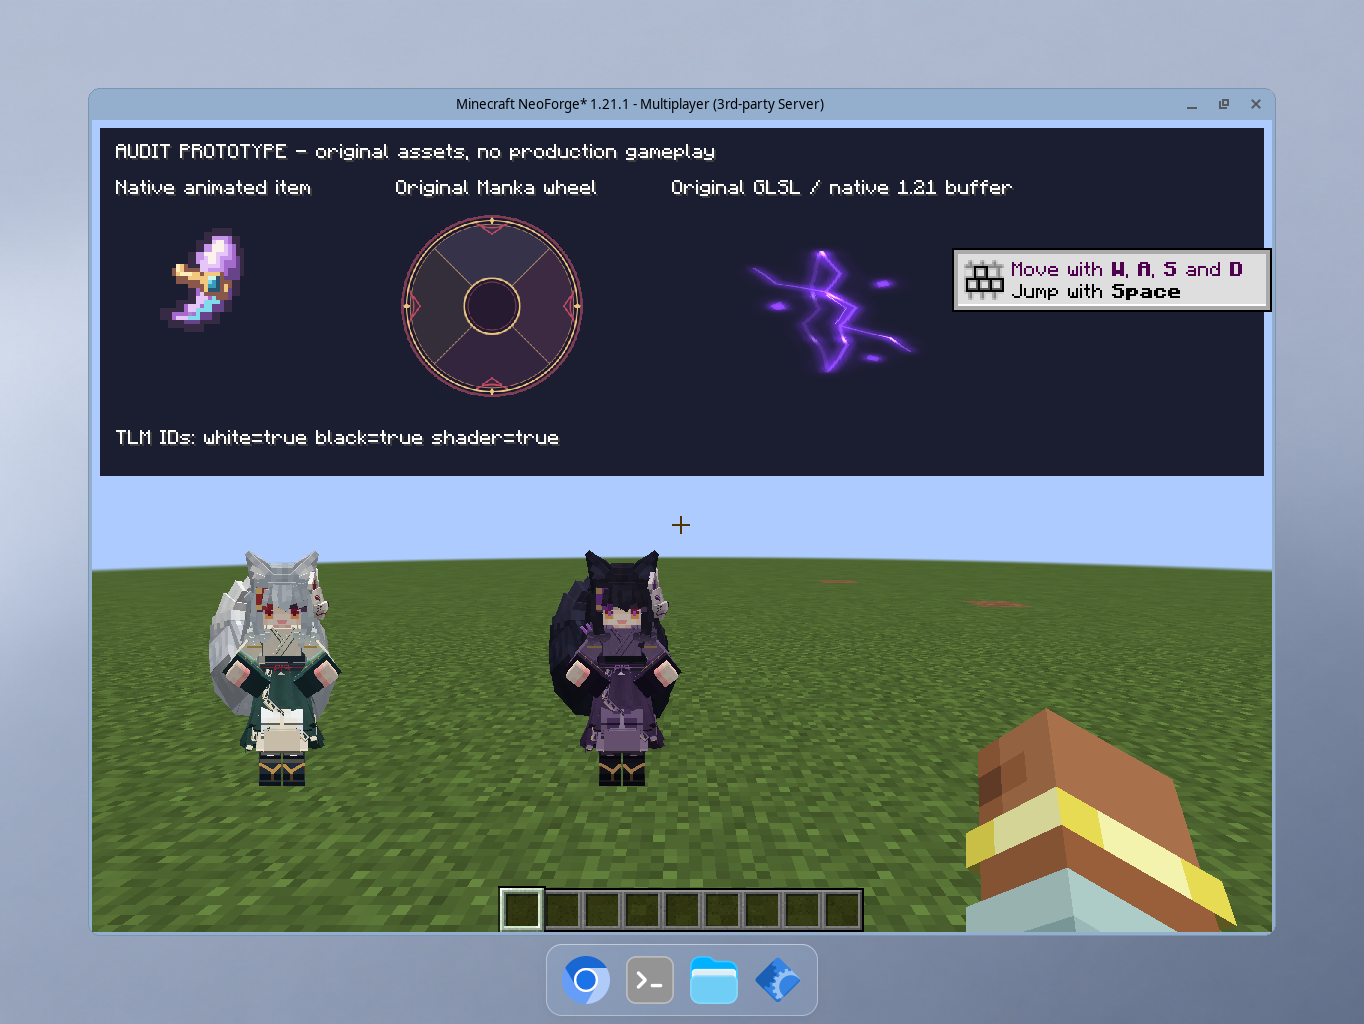 Minecraft NeoForge* 1.21.1 - Multiplayer (3rd-party Server)
AUDIT PROTOTYPE – original assets, no production gameplay
Native animated item
Original Manka wheel
Original GLSL / native 1.21 buffer
Move with W, A, S and D
Jump with Space
TLM IDs: white=true black=true shader=true